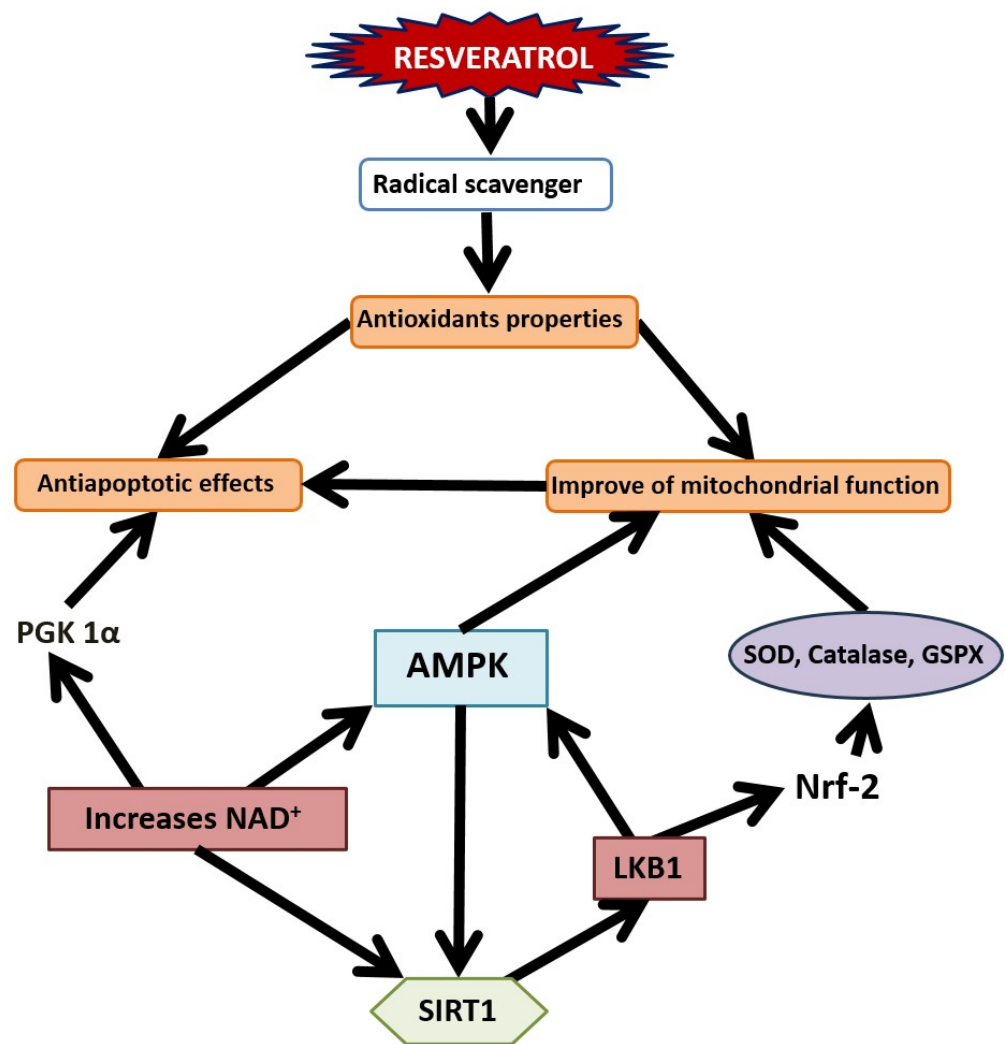 RESVERATROL
Radical scavenger
Antioxidants properties
Antiapoptotic effects
Improve of mitochondrial function
PGK 1α
AMPK
SOD, Catalase, GSPX
Increases NAD⁺
Nrf-2
LKB1
SIRT1